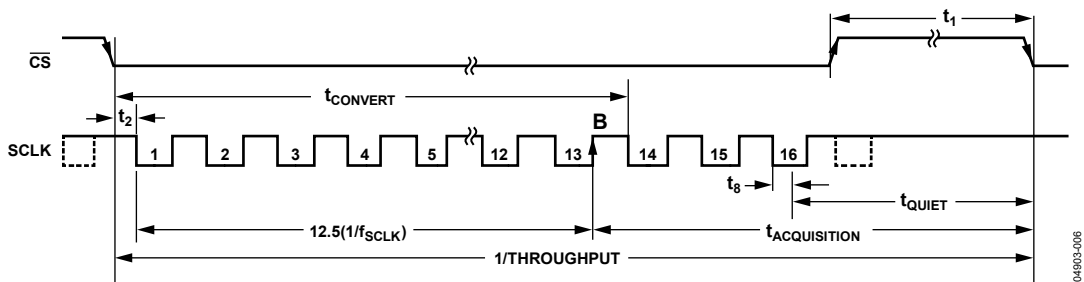 t1
CS
tCONVERT
t2
B
SCLK
1 2 3 4 5 12 13 14 15 16
t8
tQUIET
12.5(1/fSCLK)
tACQUISITION
1/THROUGHPUT
04903-006